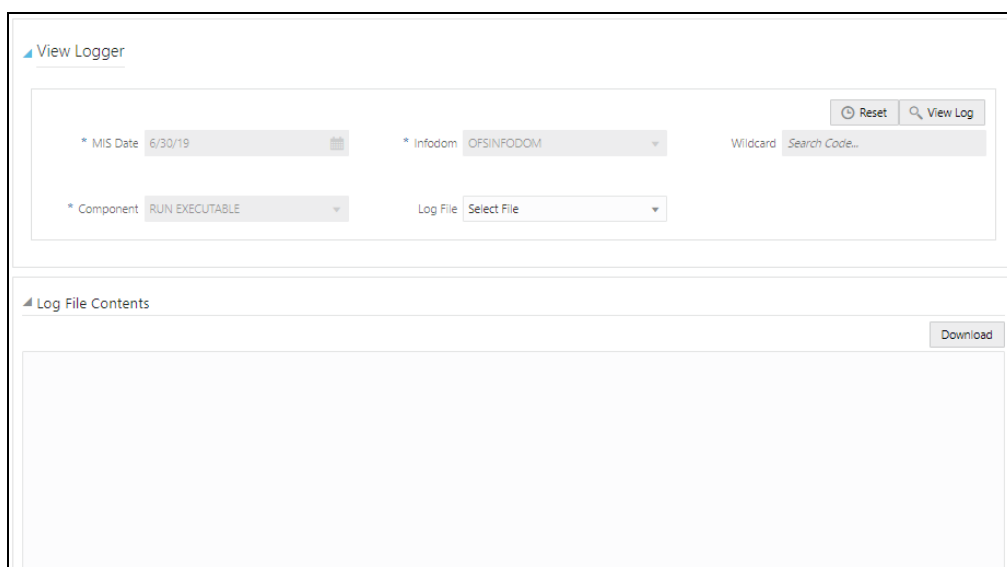 View Logger
Reset View Log
* MIS Date 6/30/19 * Infodom OFSINFODOM Wildcard Search Code...
* Component RUN EXECUTABLE Log File Select File
Log File Contents
Download